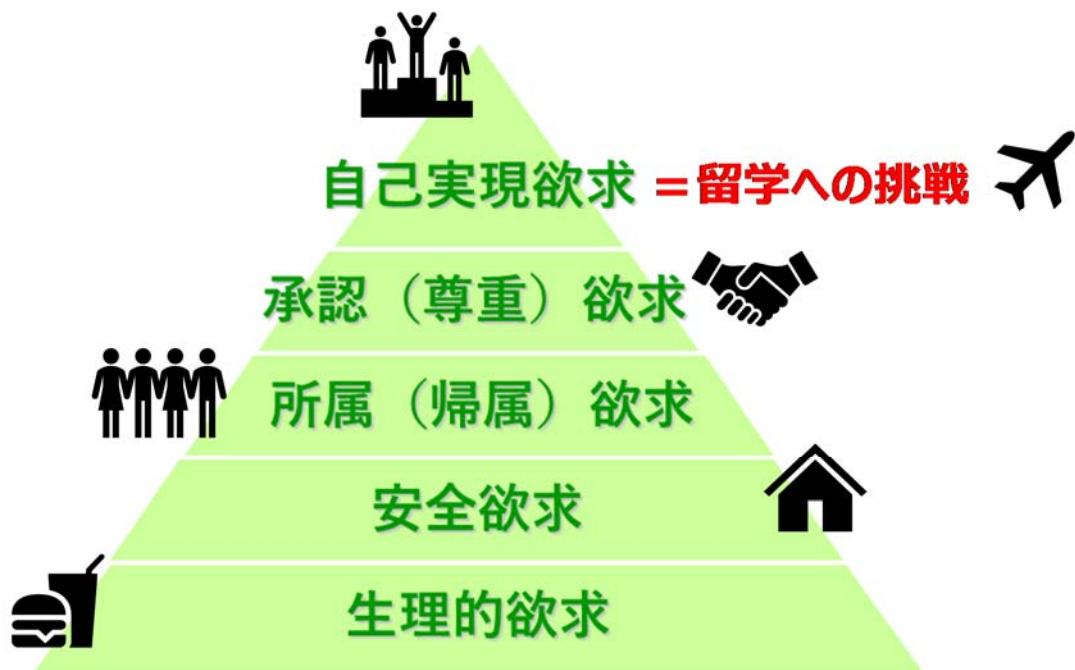 自己実現欲求 =留学への挑戦
承認（尊重）欲求
所属（帰属）欲求
安全欲求
生理的欲求